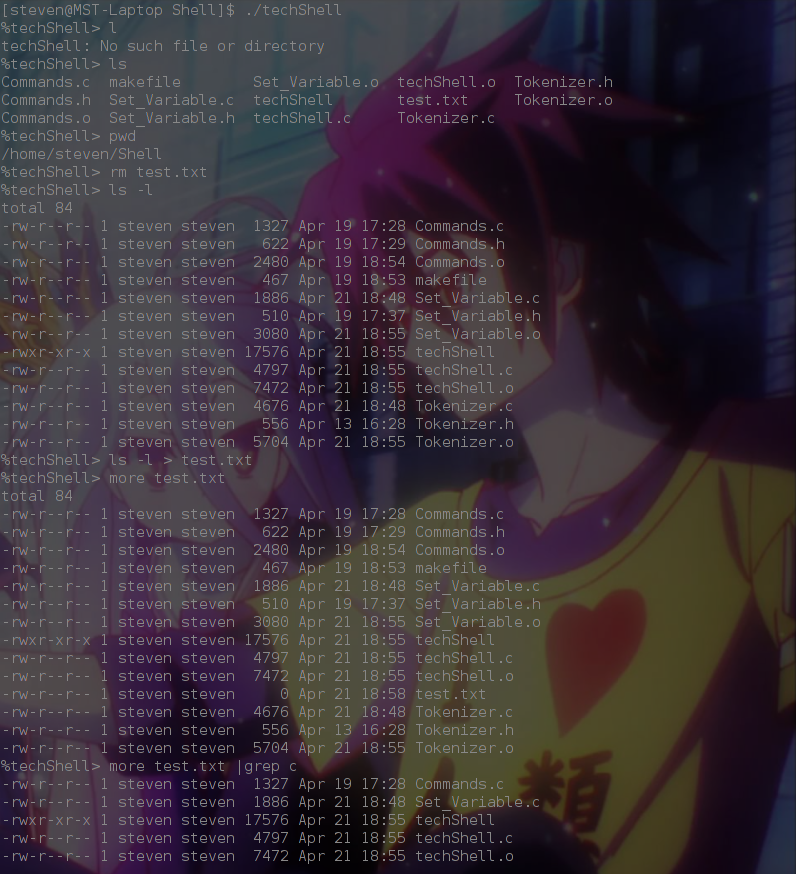 [steven@MST-Laptop Shell]$ ./techShell
%techShell> l
techShell: No such file or directory
%techShell> ls
Commands.c  makefile        Set_Variable.o  techShell.o  Tokenizer.h
Commands.h  Set_Variable.c  techShell       test.txt     Tokenizer.o
Commands.o  Set_Variable.h  techShell.c     Tokenizer.c
%techShell> pwd
/home/steven/Shell
%techShell> rm test.txt
%techShell> ls -l
total 84
-rw-r--r-- 1 steven steven  1327 Apr 19 17:28 Commands.c
-rw-r--r-- 1 steven steven   622 Apr 19 17:29 Commands.h
-rw-r--r-- 1 steven steven  2480 Apr 19 18:54 Commands.o
-rw-r--r-- 1 steven steven   467 Apr 19 18:53 makefile
-rw-r--r-- 1 steven steven  1886 Apr 21 18:48 Set_Variable.c
-rw-r--r-- 1 steven steven   510 Apr 19 17:37 Set_Variable.h
-rw-r--r-- 1 steven steven  3080 Apr 21 18:55 Set_Variable.o
-rwxr-xr-x 1 steven steven 17576 Apr 21 18:55 techShell
-rw-r--r-- 1 steven steven  4797 Apr 21 18:55 techShell.c
-rw-r--r-- 1 steven steven  7472 Apr 21 18:55 techShell.o
-rw-r--r-- 1 steven steven  4676 Apr 21 18:48 Tokenizer.c
-rw-r--r-- 1 steven steven   556 Apr 13 16:28 Tokenizer.h
-rw-r--r-- 1 steven steven  5704 Apr 21 18:55 Tokenizer.o
%techShell> ls -l > test.txt
%techShell> more test.txt
total 84
-rw-r--r-- 1 steven steven  1327 Apr 19 17:28 Commands.c
-rw-r--r-- 1 steven steven   622 Apr 19 17:29 Commands.h
-rw-r--r-- 1 steven steven  2480 Apr 19 18:54 Commands.o
-rw-r--r-- 1 steven steven   467 Apr 19 18:53 makefile
-rw-r--r-- 1 steven steven  1886 Apr 21 18:48 Set_Variable.c
-rw-r--r-- 1 steven steven   510 Apr 19 17:37 Set_Variable.h
-rw-r--r-- 1 steven steven  3080 Apr 21 18:55 Set_Variable.o
-rwxr-xr-x 1 steven steven 17576 Apr 21 18:55 techShell
-rw-r--r-- 1 steven steven  4797 Apr 21 18:55 techShell.c
-rw-r--r-- 1 steven steven  7472 Apr 21 18:55 techShell.o
-rw-r--r-- 1 steven steven     0 Apr 21 18:58 test.txt
-rw-r--r-- 1 steven steven  4676 Apr 21 18:48 Tokenizer.c
-rw-r--r-- 1 steven steven   556 Apr 13 16:28 Tokenizer.h
-rw-r--r-- 1 steven steven  5704 Apr 21 18:55 Tokenizer.o
%techShell> more test.txt |grep c
-rw-r--r-- 1 steven steven  1327 Apr 19 17:28 Commands.c
-rw-r--r-- 1 steven steven  1886 Apr 21 18:48 Set_Variable.c
-rwxr-xr-x 1 steven steven 17576 Apr 21 18:55 techShell
-rw-r--r-- 1 steven steven  4797 Apr 21 18:55 techShell.c
-rw-r--r-- 1 steven steven  7472 Apr 21 18:55 techShell.o
類